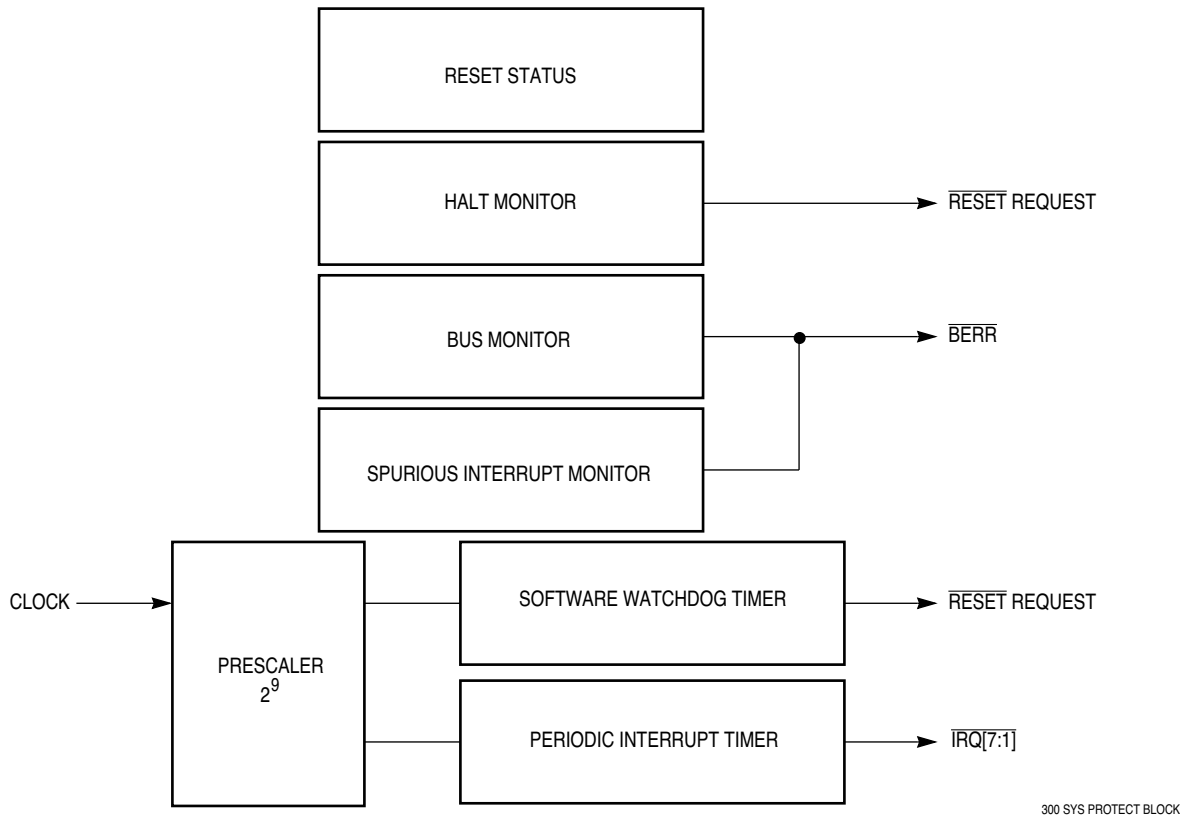 RESET STATUS
HALT MONITOR
RESET REQUEST
BUS MONITOR
BERR
SPURIOUS INTERRUPT MONITOR
CLOCK
PRESCALER
2^9
SOFTWARE WATCHDOG TIMER
RESET REQUEST
PERIODIC INTERRUPT TIMER
IRQ[7:1]
300 SYS PROTECT BLOCK